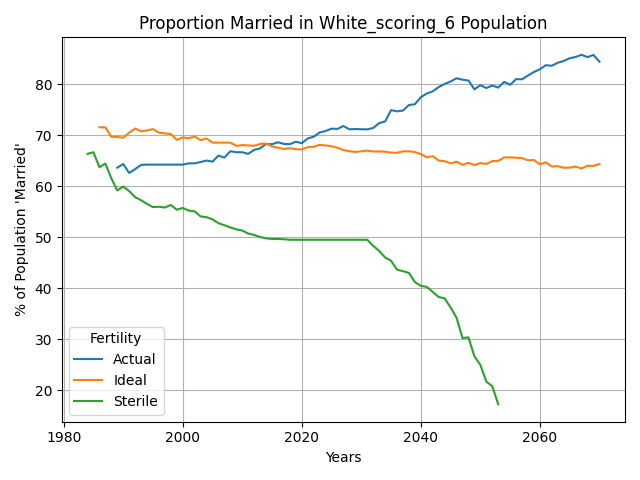 Proportion Married in White_scoring_6 Population
% of Population 'Married'
80
70
60
50
40
30
20
Fertility
Actual
Ideal
Sterile
1980
2000
2020
2040
2060
Years